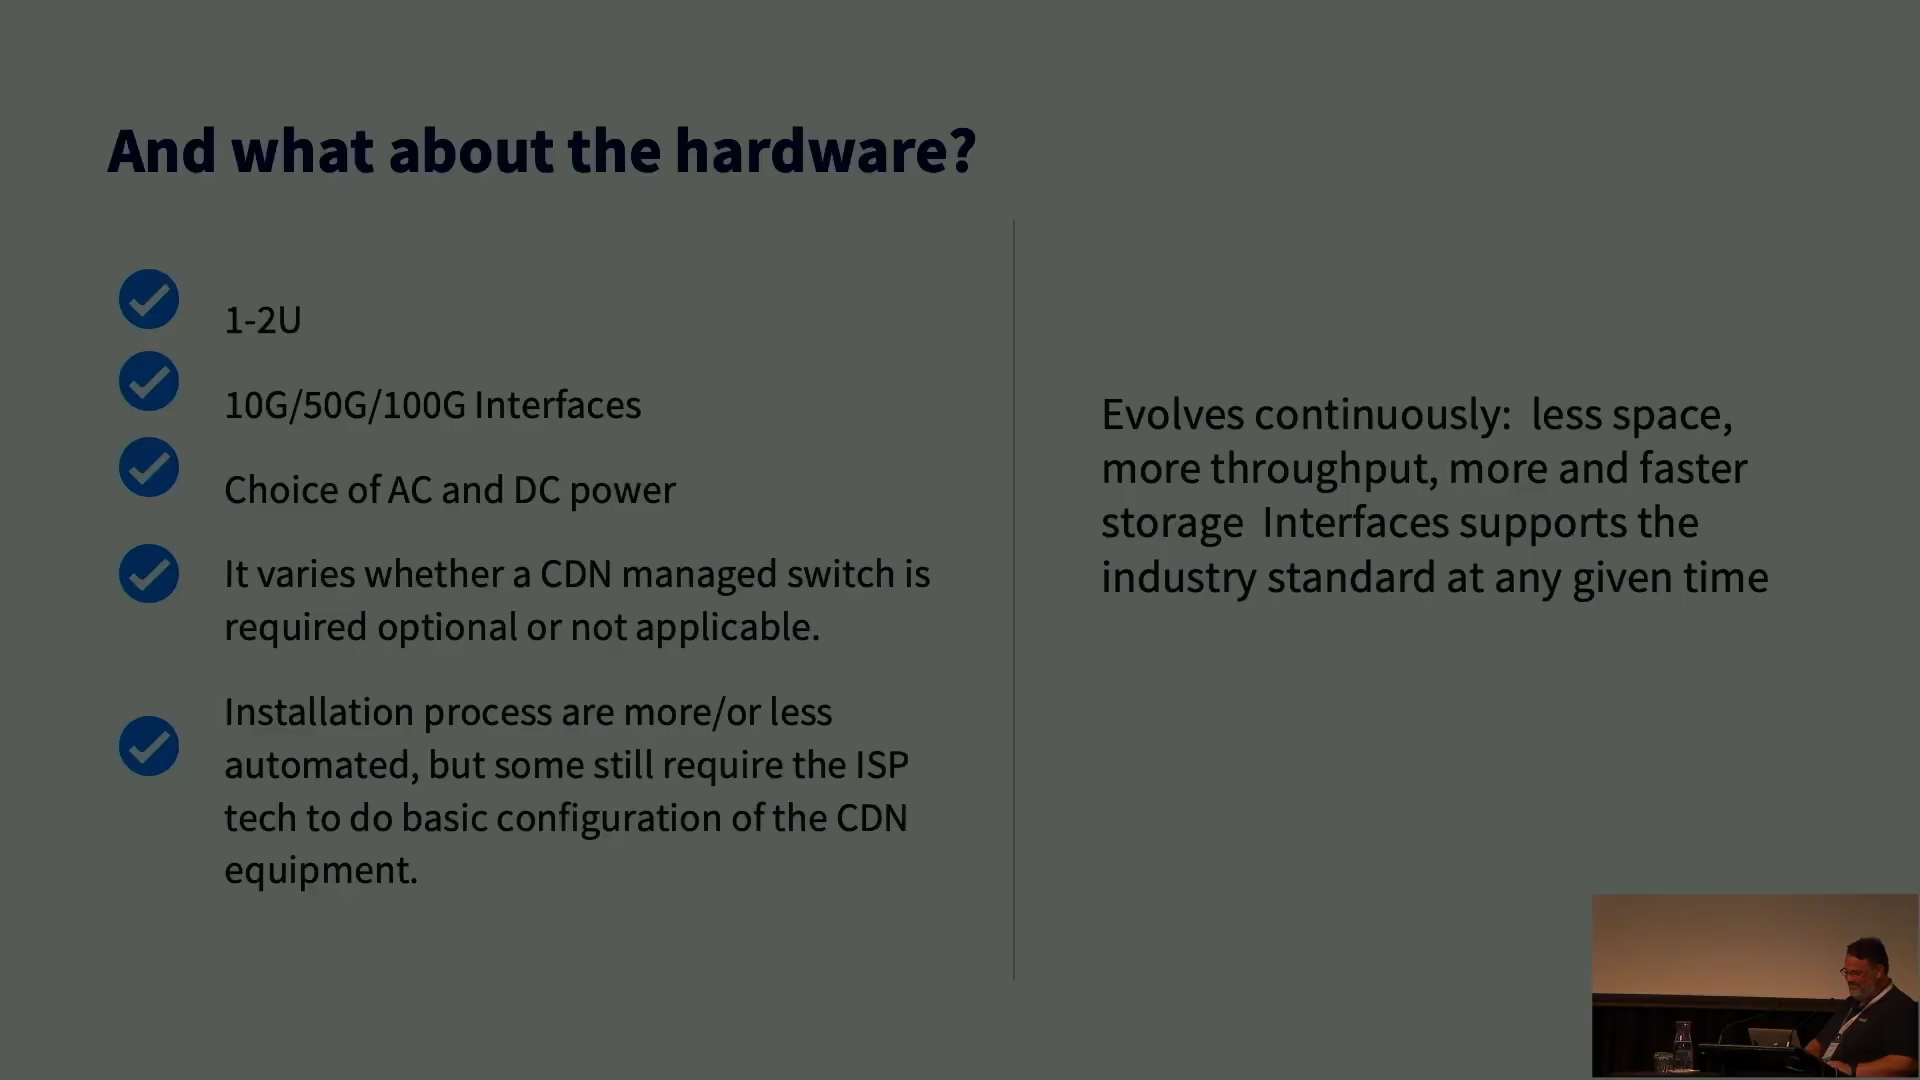 And what about the hardware?
1-2U
10G/50G/100G Interfaces
Choice of AC and DC power
It varies whether a CDN managed switch is
required optional or not applicable.
Installation process are more/or less
automated, but some still require the ISP
tech to do basic configuration of the CDN
equipment.
Evolves continuously:  less space,
more throughput, more and faster
storage  Interfaces supports the
industry standard at any given time